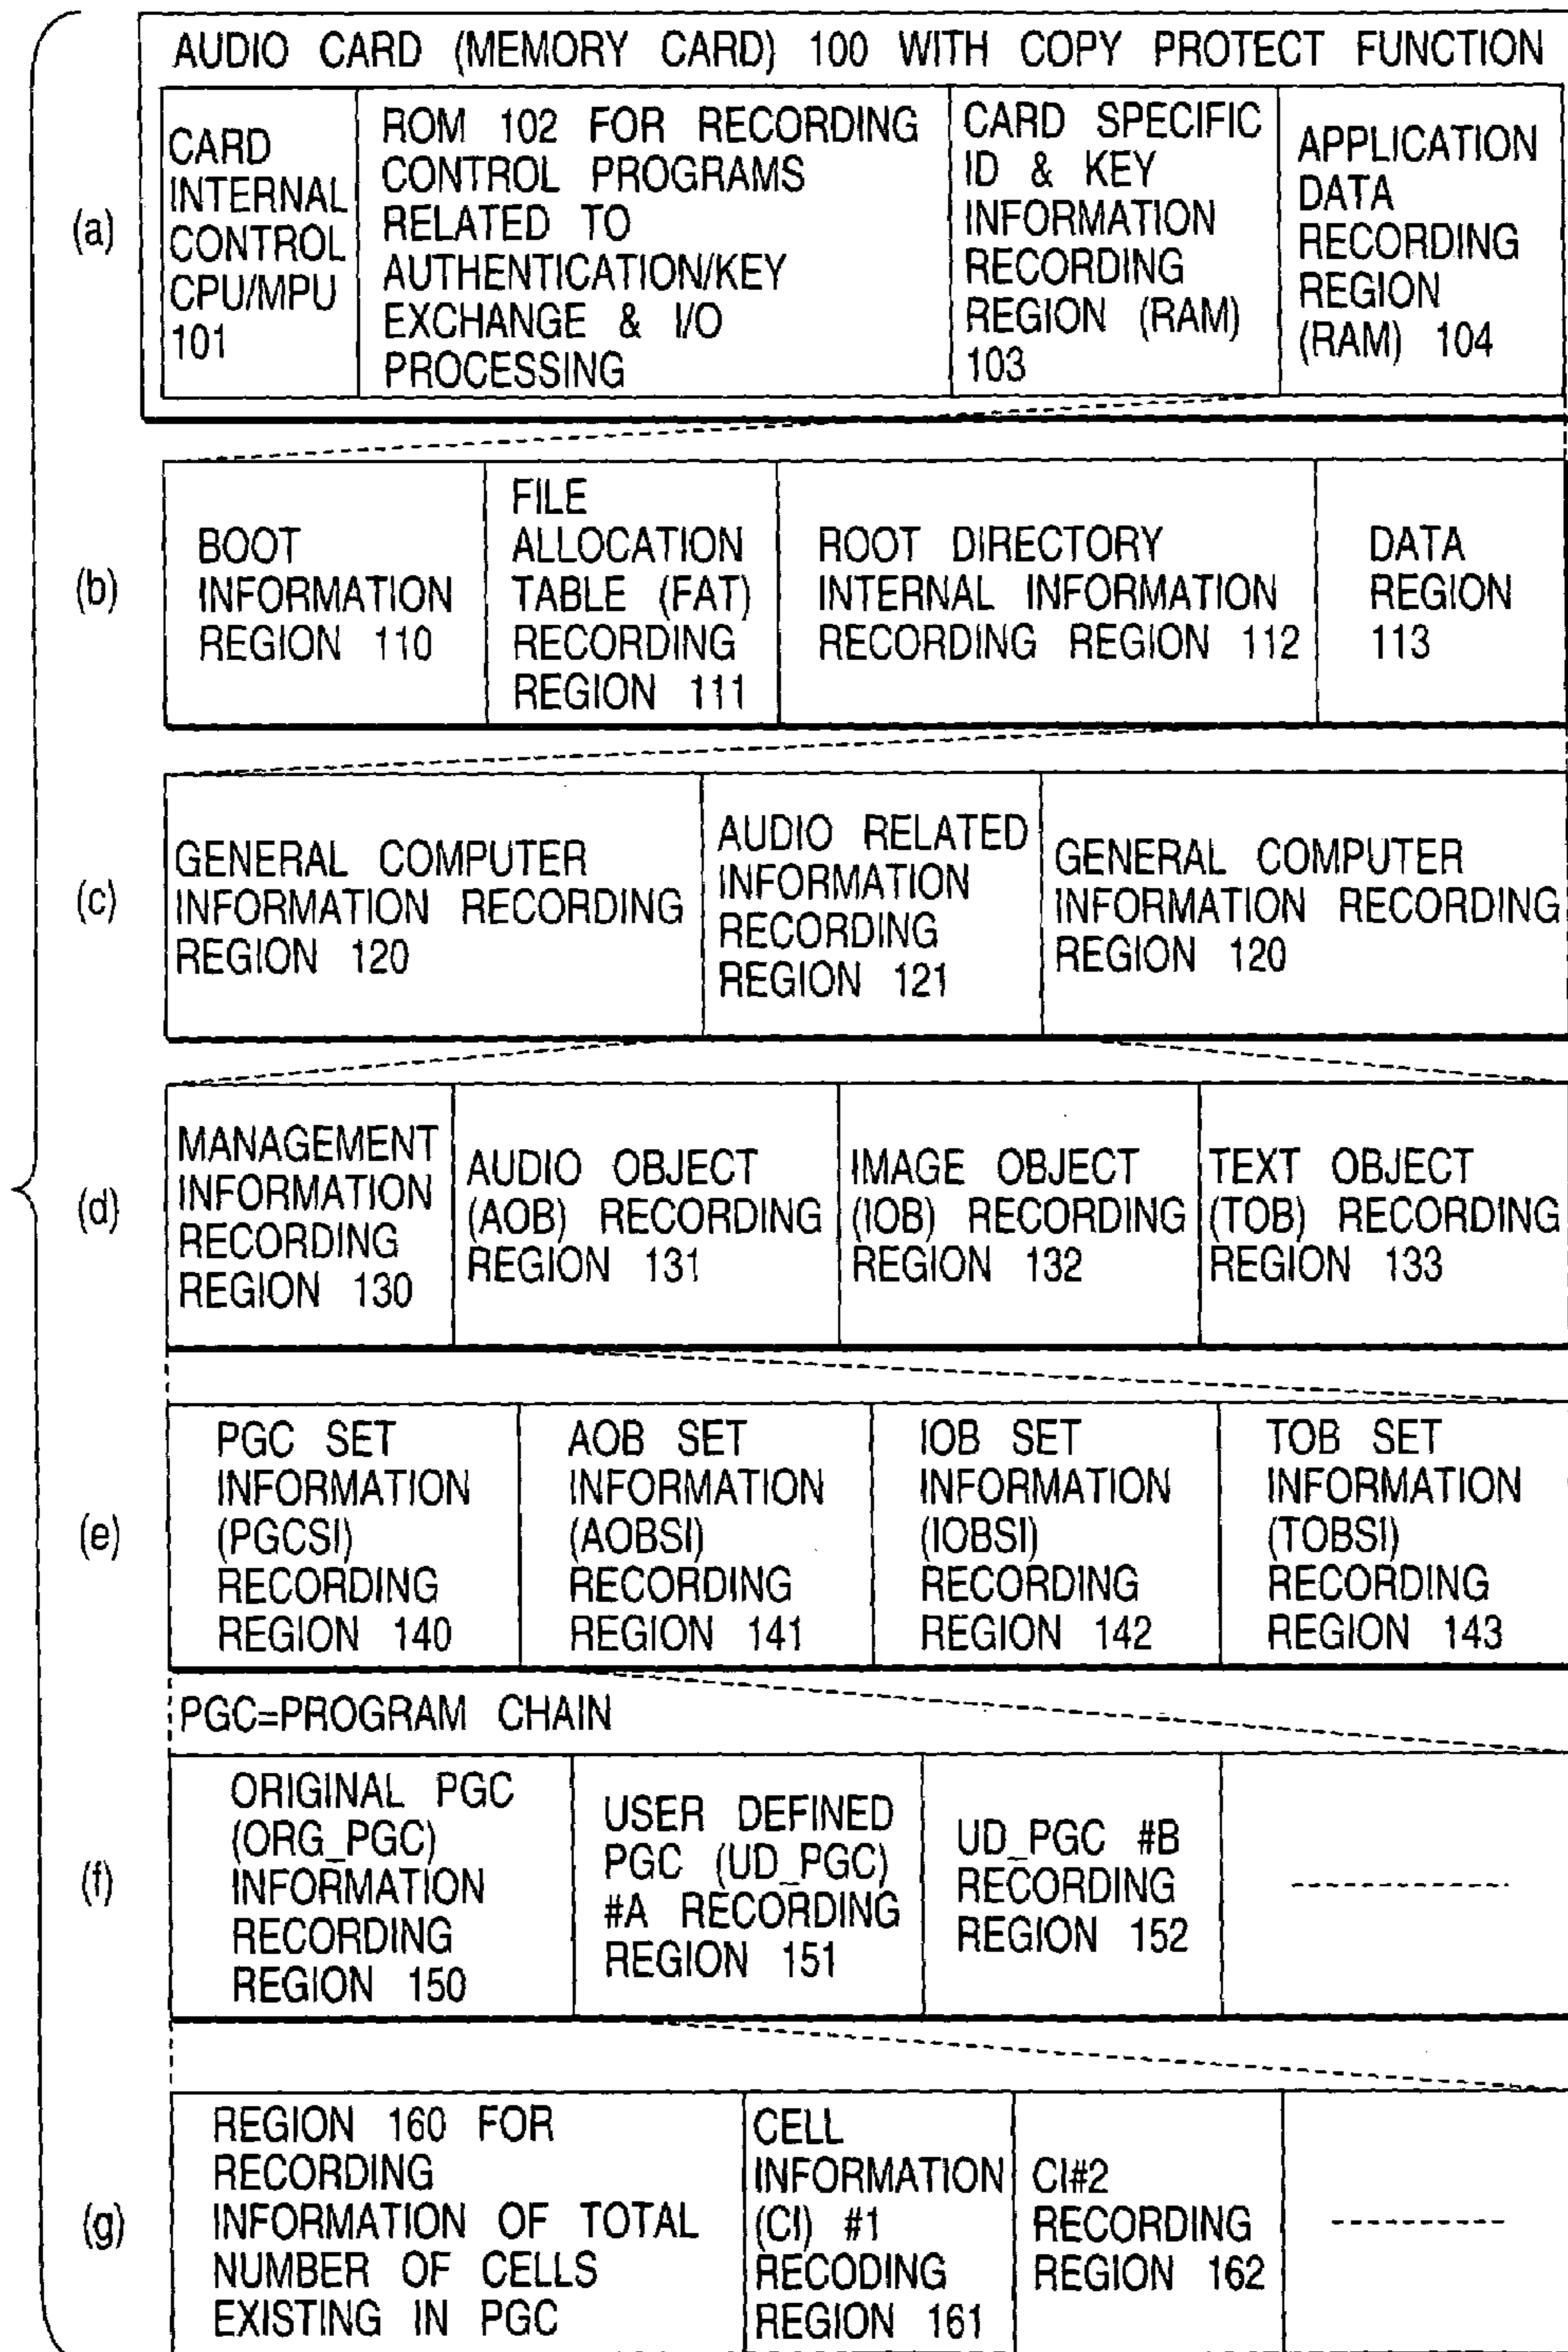 AUDIO CARD (MEMORY CARD) 100 WITH COPY PROTECT FUNCTION
(a)
CARD
INTERNAL
CONTROL
CPU/MPU
101
ROM 102 FOR RECORDING
CONTROL PROGRAMS
RELATED TO
AUTHENTICATION/KEY
EXCHANGE & I/O
PROCESSING
CARD SPECIFIC
ID & KEY
INFORMATION
RECORDING
REGION (RAM)
103
APPLICATION
DATA
RECORDING
REGION
(RAM) 104
(b)
BOOT
INFORMATION
REGION 110
FILE
ALLOCATION
TABLE (FAT)
RECORDING
REGION 111
ROOT DIRECTORY
INTERNAL INFORMATION
RECORDING REGION 112
DATA
REGION
113
(c)
GENERAL COMPUTER
INFORMATION RECORDING
REGION 120
AUDIO RELATED
INFORMATION
RECORDING
REGION 121
GENERAL COMPUTER
INFORMATION RECORDING
REGION 120
(d)
MANAGEMENT
INFORMATION
RECORDING
REGION 130
AUDIO OBJECT
(AOB) RECORDING
REGION 131
IMAGE OBJECT
(IOB) RECORDING
REGION 132
TEXT OBJECT
(TOB) RECORDING
REGION 133
(e)
PGC SET
INFORMATION
(PGCSI)
RECORDING
REGION 140
AOB SET
INFORMATION
(AOBSI)
RECORDING
REGION 141
IOB SET
INFORMATION
(IOBSI)
RECORDING
REGION 142
TOB SET
INFORMATION
(TOBSI)
RECORDING
REGION 143
PGC=PROGRAM CHAIN
(f)
ORIGINAL PGC
(ORG_PGC)
INFORMATION
RECORDING
REGION 150
USER DEFINED
PGC (UD_PGC)
#A RECORDING
REGION 151
UD_PGC #B
RECORDING
REGION 152
(g)
REGION 160 FOR
RECORDING
INFORMATION OF TOTAL
NUMBER OF CELLS
EXISTING IN PGC
CELL
INFORMATION
(CI) #1
RECODING
REGION 161
CI#2
RECORDING
REGION 162